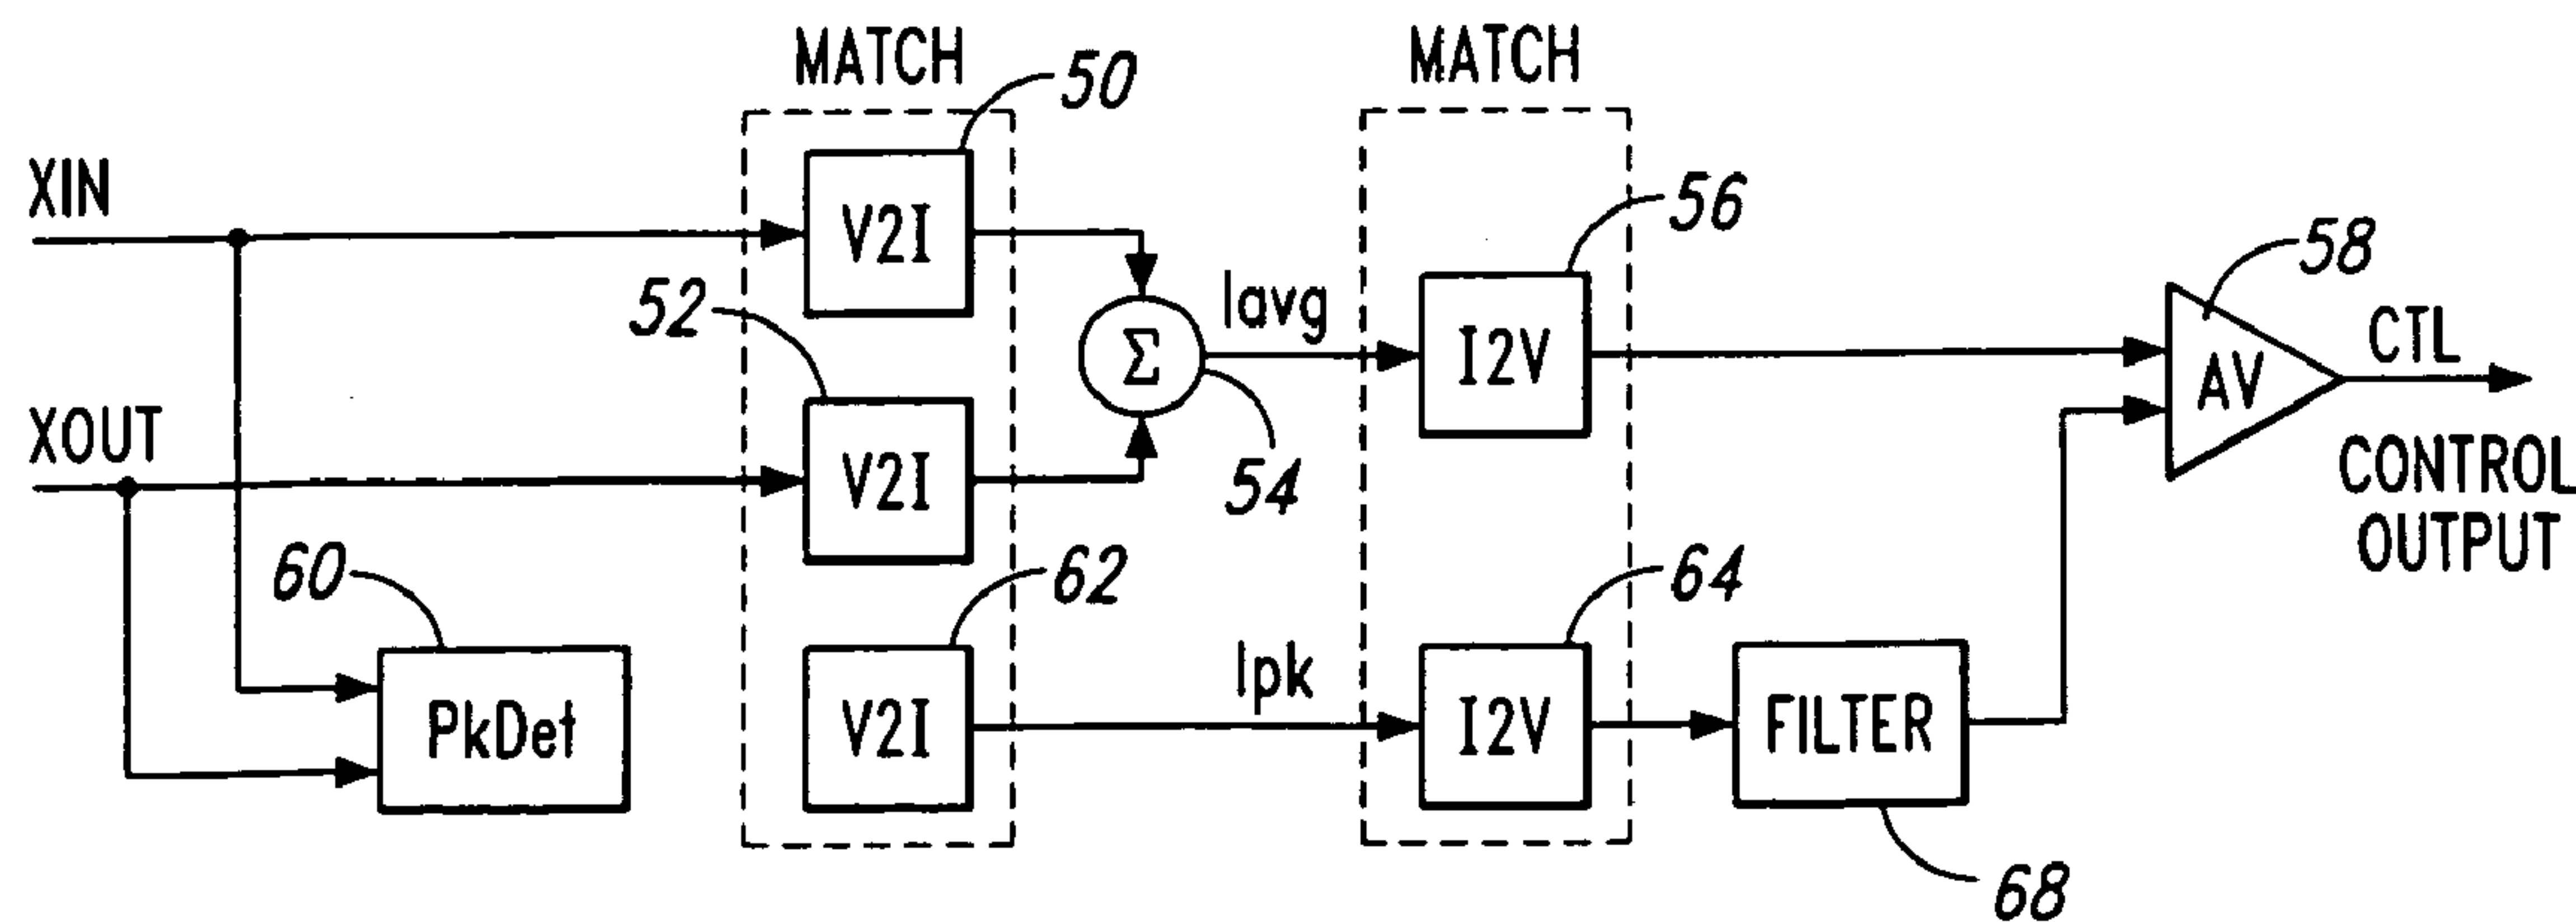 MATCH
MATCH
50
XIN
V2I
56
58
52
Iavg
Σ
I2V
CTL
AV
XOUT
V2I
54
CONTROL
OUTPUT
60
62
64
Ipk
PkDet
V2I
I2V
FILTER
68